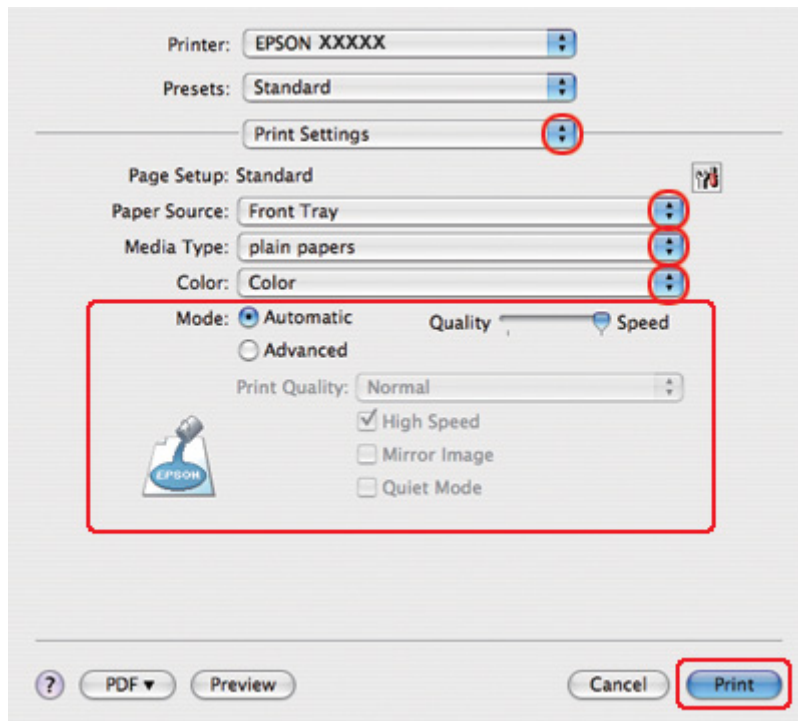 Printer: EPSON XXXXX
Presets: Standard
Print Settings
Page Setup: Standard
Paper Source: Front Tray
Media Type: plain papers
Color: Color
Mode: Automatic Quality Speed
Advanced
Print Quality: Normal
High Speed
Mirror Image
Quiet Mode
EPSON
? PDF ▼ Preview Cancel Print